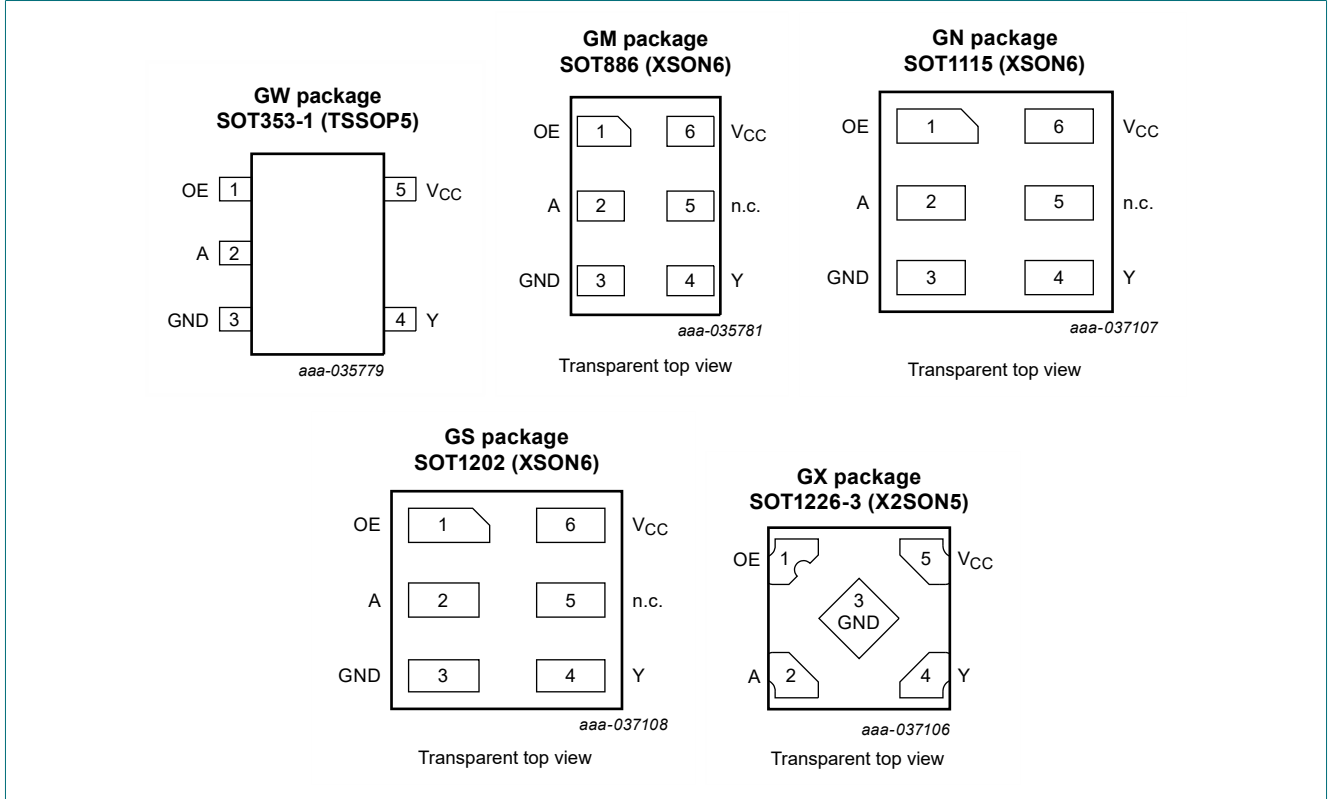 GW package
SOT353-1 (TSSOP5)
OE 1
5 VCC
A 2
GND 3
4 Y
aaa-035779
GM package
SOT886 (XSON6)
OE 1 6 VCC
A 2 5 n.c.
GND 3 4 Y
aaa-035781
Transparent top view
GN package
SOT1115 (XSON6)
OE 1 6 VCC
A 2 5 n.c.
GND 3 4 Y
aaa-037107
Transparent top view
GS package
SOT1202 (XSON6)
OE 1 6 VCC
A 2 5 n.c.
GND 3 4 Y
aaa-037108
Transparent top view
GX package
SOT1226-3 (X2SON5)
OE 1 5 VCC
3
GND
A 2 4 Y
aaa-037106
Transparent top view